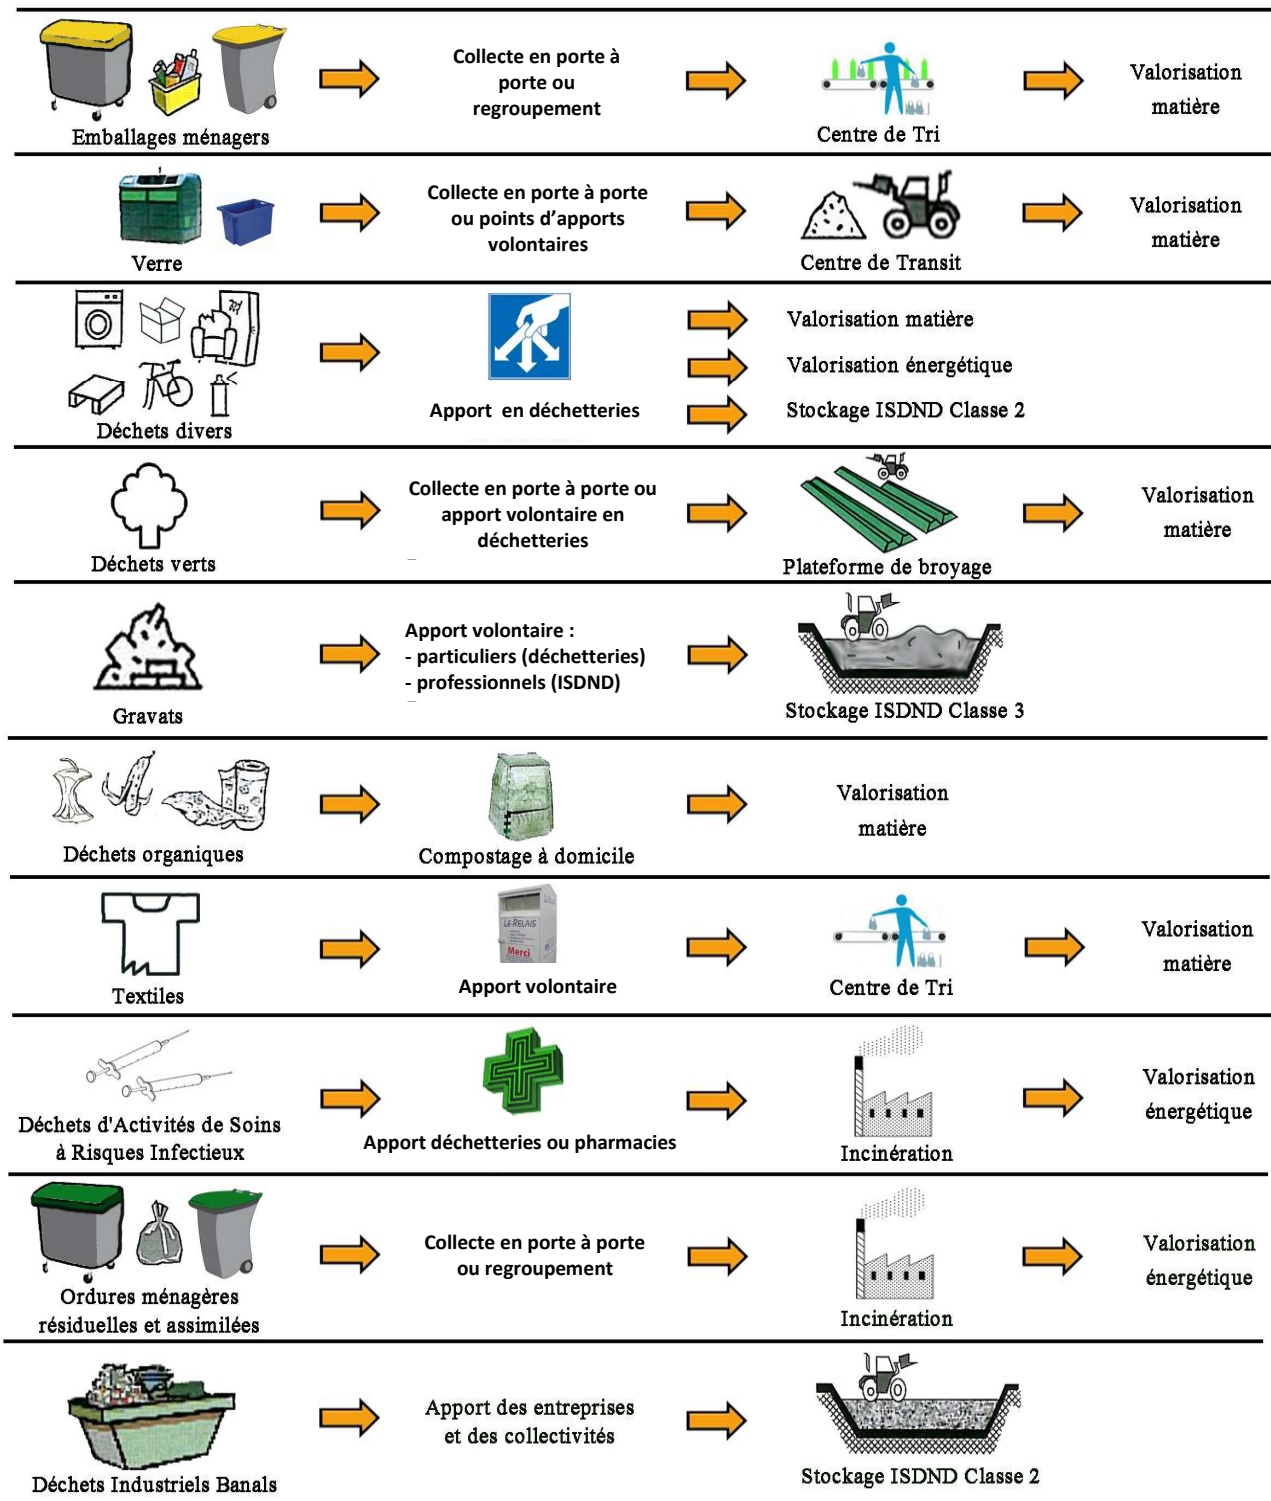 Emballages ménagers
Collecte en porte à
porte ou
regroupement
Centre de Tri
Valorisation
matière
Verre
Collecte en porte à porte
ou points d’apports
volontaires
Centre de Transit
Valorisation
matière
Déchets divers
Apport en déchetteries
Valorisation matière
Valorisation énergétique
Stockage ISDND Classe 2
Déchets verts
Collecte en porte à porte ou
apport volontaire en
déchetteries
Plateforme de broyage
Valorisation
matière
Gravats
Apport volontaire :
- particuliers (déchetteries)
- professionnels (ISDND)
Stockage ISDND Classe 3
Déchets organiques
Compostage à domicile
Valorisation
matière
Textiles
LE RELAIS
Merci
Apport volontaire
Centre de Tri
Valorisation
matière
Déchets d'Activités de Soins
à Risques Infectieux
Apport déchetteries ou pharmacies
Incinération
Valorisation
énergétique
Ordures ménagères
résiduelles et assimilées
Collecte en porte à porte
ou regroupement
Incinération
Valorisation
énergétique
Déchets Industriels Banals
Apport des entreprises
et des collectivités
Stockage ISDND Classe 2